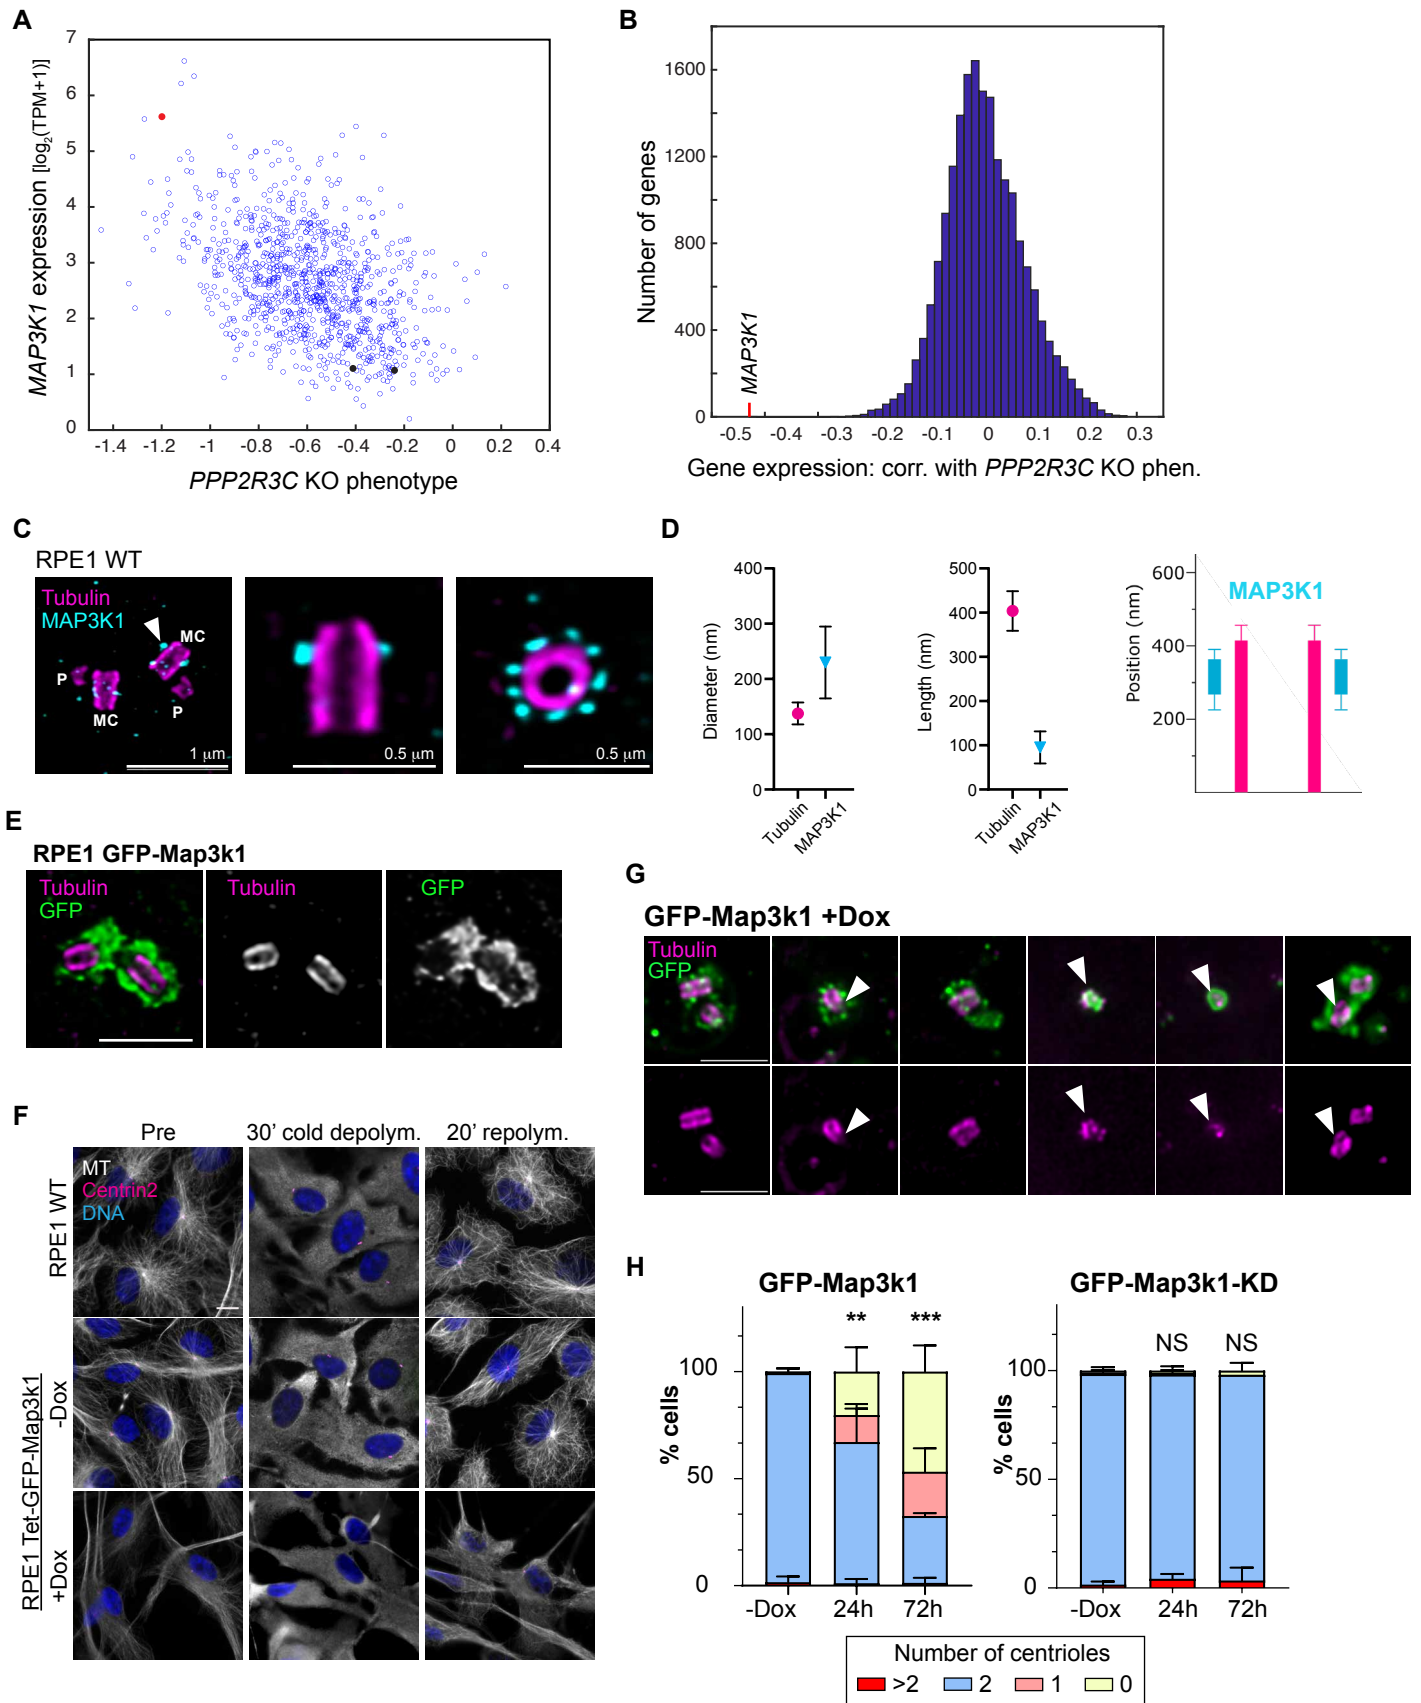 A
7
6
5
4
3
2
1
0
MAP3K1 expression [log2(TPM+1)]
-1.4 -1.2 -1 -0.8 -0.6 -0.4 -0.2 0 0.2 0.4
PPP2R3C KO phenotype
B
1600
1200
800
400
0
Number of genes
MAP3K1
-0.5 -0.4 -0.3 -0.2 -0.1 0 0.1 0.2 0.3
Gene expression: corr. with PPP2R3C KO phen.
C
RPE1 WT
Tubulin
MAP3K1
MC
P
MC
P
1 μm
0.5 μm
0.5 μm
D
400
300
200
100
0
Diameter (nm)
Tubulin
MAP3K1
500
400
300
200
100
0
Length (nm)
Tubulin
MAP3K1
600
400
200
Position (nm)
MAP3K1
E
RPE1 GFP-Map3k1
Tubulin
GFP
Tubulin
GFP
F
Pre
30' cold depolym.
20' repolym.
MT
Centrin2
DNA
RPE1 WT
RPE1 Tet-GFP-Map3k1
-Dox
+Dox
G
GFP-Map3k1 +Dox
Tubulin
GFP
H
GFP-Map3k1
** ***
100
50
0
% cells
-Dox 24h 72h
GFP-Map3k1-KD
NS NS
100
50
0
% cells
-Dox 24h 72h
Number of centrioles
>2 2 1 0